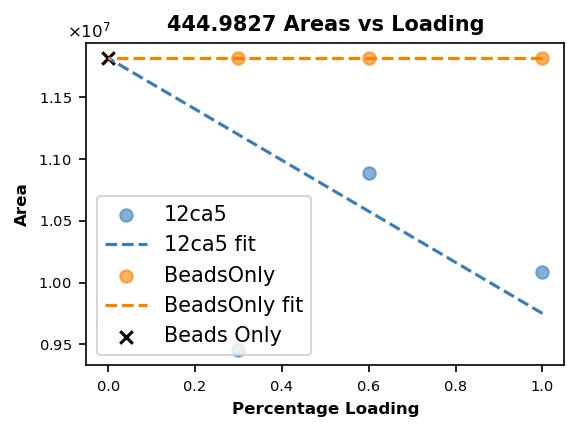 444.9827 Areas vs Loading
×10⁷
1.15
1.10
1.05
1.00
0.95
Area
12ca5
12ca5 fit
BeadsOnly
BeadsOnly fit
Beads Only
0.0 0.2 0.4 0.6 0.8 1.0
Percentage Loading